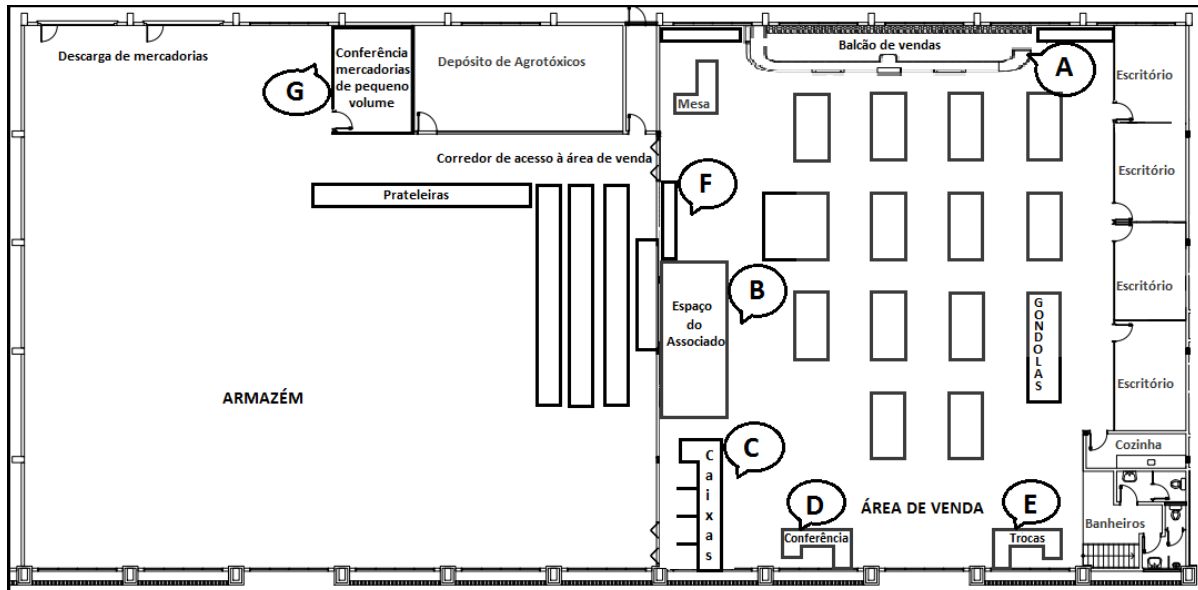 Descarga de mercadorias
Conferência
mercadorias
de pequeno
volume
G
Depósito de Agrotóxicos
Balcão de vendas
A
Mesa
Escritório
Corredor de acesso à área de venda
Escritório
Prateleiras
F
Espaço
do
Associado
B
Escritório
GONDOLAS
ARMAZÉM
Escritório
Cozinha
Caixas
C
D
Conferência
ÁREA DE VENDA
E
Trocas
Banheiros